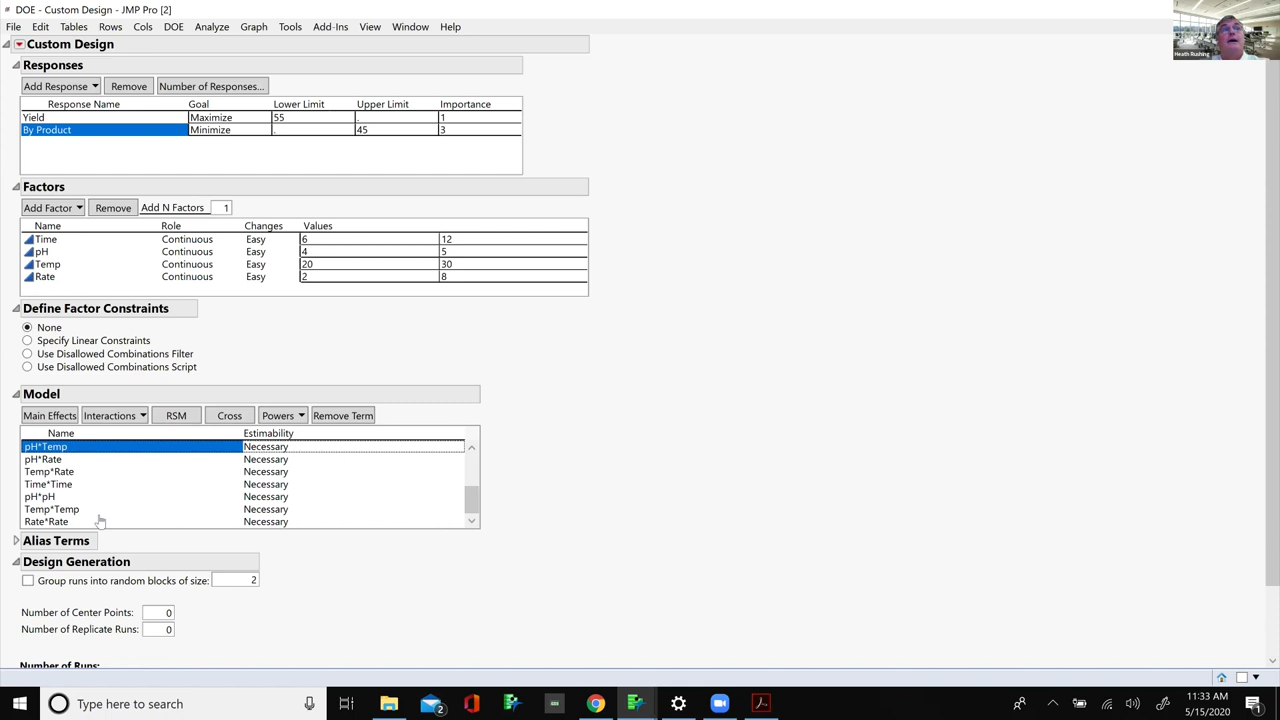 DOE - Custom Design - JMP Pro [2]
File Edit Tables Rows Cols DOE Analyze Graph Tools Add-Ins View Window Help
Heath Rushing
Custom Design
Responses
Add Response Remove Number of Responses...
Response Name Goal Lower Limit Upper Limit Importance
Yield Maximize 55 . 1
By Product Minimize . 45 3
Factors
Add Factor Remove Add N Factors 1
Name Role Changes Values
Time Continuous Easy 6 12
pH Continuous Easy 4 5
Temp Continuous Easy 20 30
Rate Continuous Easy 2 8
Define Factor Constraints
None
Specify Linear Constraints
Use Disallowed Combinations Filter
Use Disallowed Combinations Script
Model
Main Effects Interactions RSM Cross Powers Remove Term
Name Estimability
pH*Temp Necessary
pH*Rate Necessary
Temp*Rate Necessary
Time*Time Necessary
pH*pH Necessary
Temp*Temp Necessary
Rate*Rate Necessary
Alias Terms
Design Generation
Group runs into random blocks of size: 2
Number of Center Points: 0
Number of Replicate Runs: 0
Number of Runs:
Type here to search
2
11:33 AM
5/15/2020
1